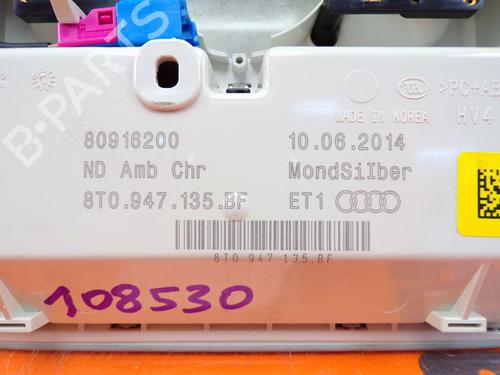 B-PARTS
>PC+AB
MADE IN KOREA
HV4
80916200
10.06.2014
ND Amb Chr
MondSilber
8T0.947.135.BF
ET1
8T0 947 135.BF
108530